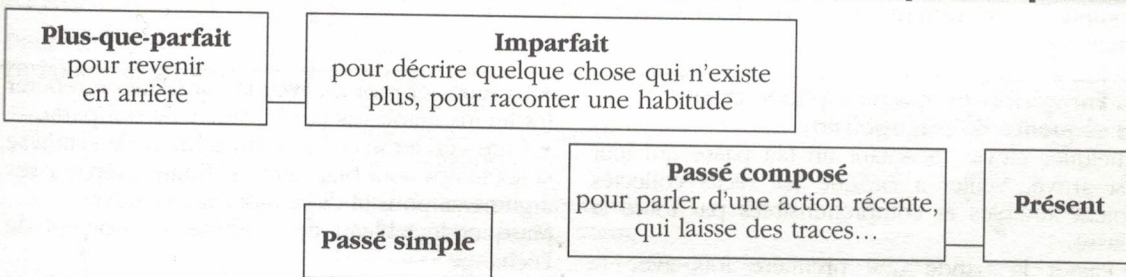 Plus-que-parfait
pour revenir
en arrière
Imparfait
pour décrire quelque chose qui n'existe
plus, pour raconter une habitude
Passé composé
pour parler d'une action récente,
qui laisse des traces...
Présent
Passé simple